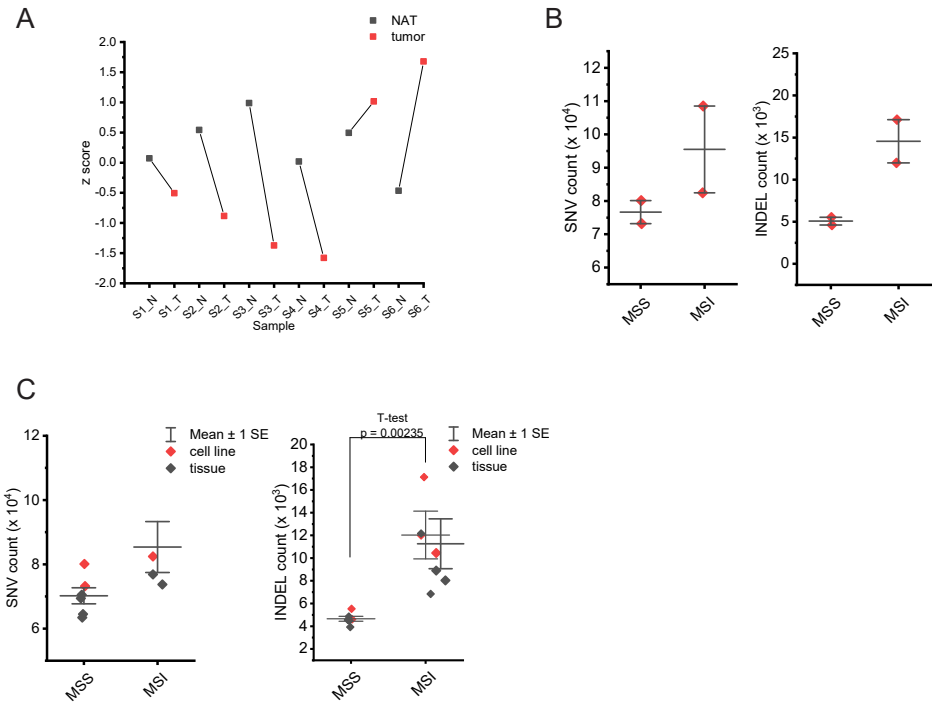 A
NAT
tumor
2.0
1.5
1.0
0.5
0.0
-0.5
-1.0
-1.5
-2.0
z score
S1_N
S1_T
S2_N
S2_T
S3_N
S3_T
S4_N
S4_T
S5_N
S5_T
S6_N
S6_T
Sample
B
12
11
10
9
8
7
6
SNV count (x 10⁴)
MSS
MSI
25
20
15
10
5
0
INDEL count (x 10³)
MSS
MSI
C
12
10
8
6
SNV count (x 10⁴)
Mean ± 1 SE
cell line
tissue
MSS
MSI
T-test
p = 0.00235
Mean ± 1 SE
cell line
tissue
20
18
16
14
12
10
8
6
4
2
INDEL count (x 10³)
MSS
MSI